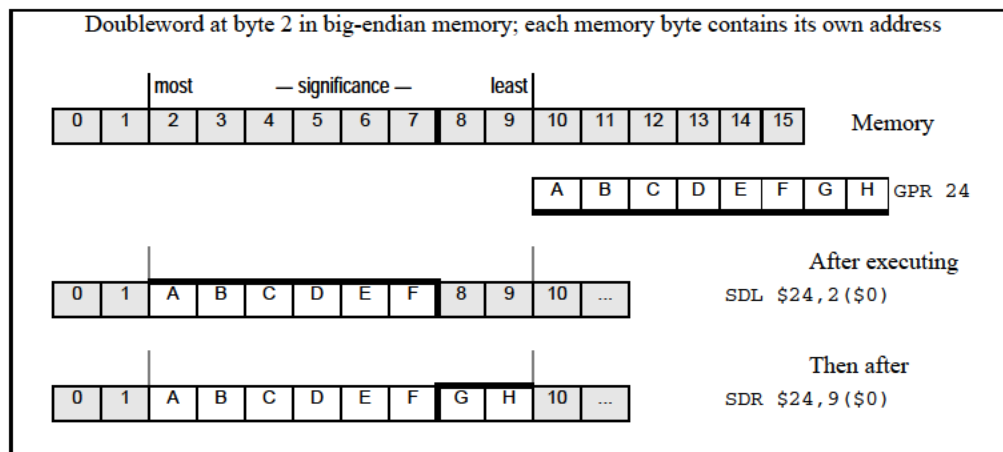 Doubleword at byte 2 in big-endian memory; each memory byte contains its own address
most — significance — least
0 1 2 3 4 5 6 7 8 9 10 11 12 13 14 15 Memory
A B C D E F G H GPR 24
After executing
0 1 A B C D E F 8 9 10 ... SDL $24,2($0)
Then after
0 1 A B C D E F G H 10 ... SDR $24,9($0)